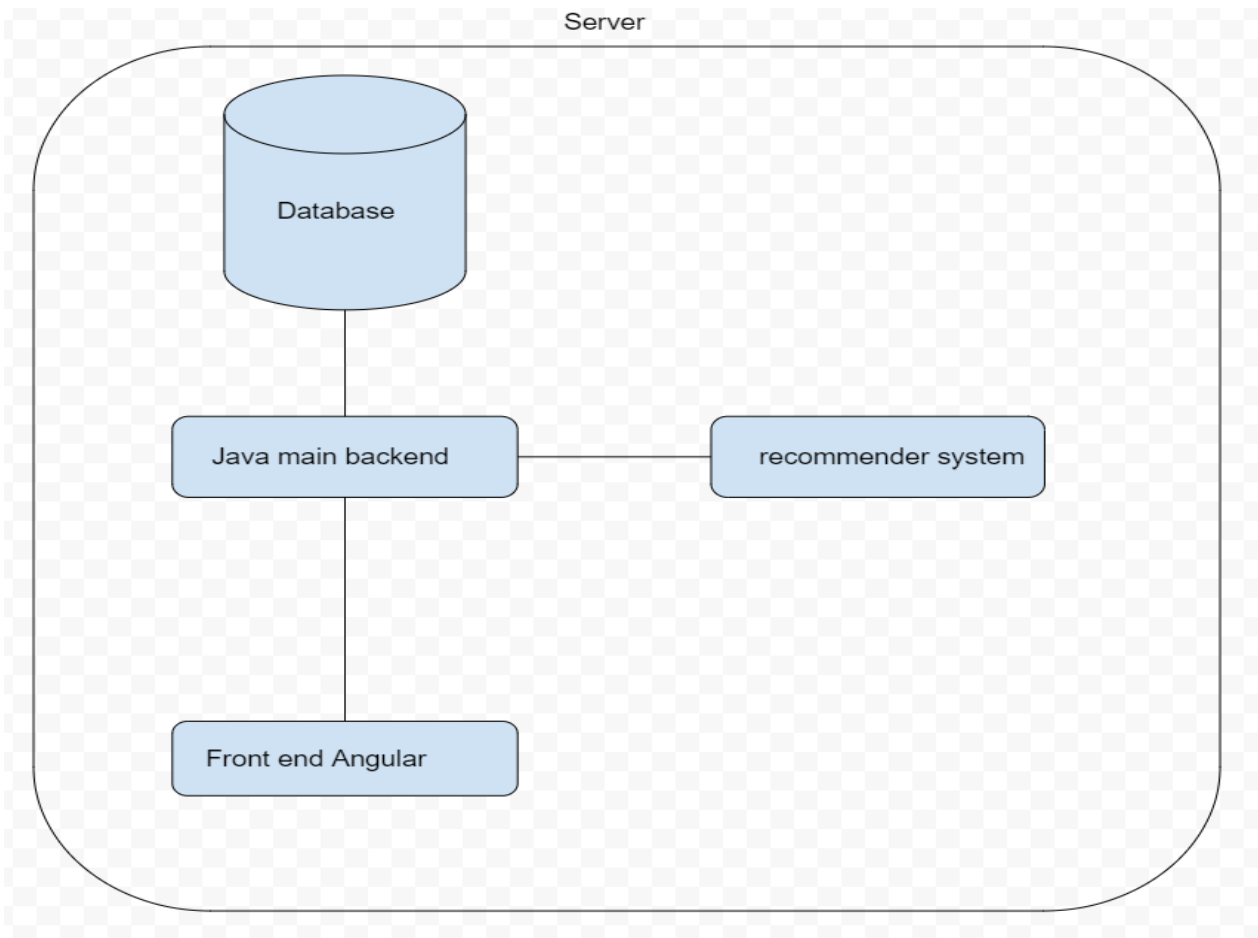 Server
Database
Java main backend
recommender system
Front end Angular